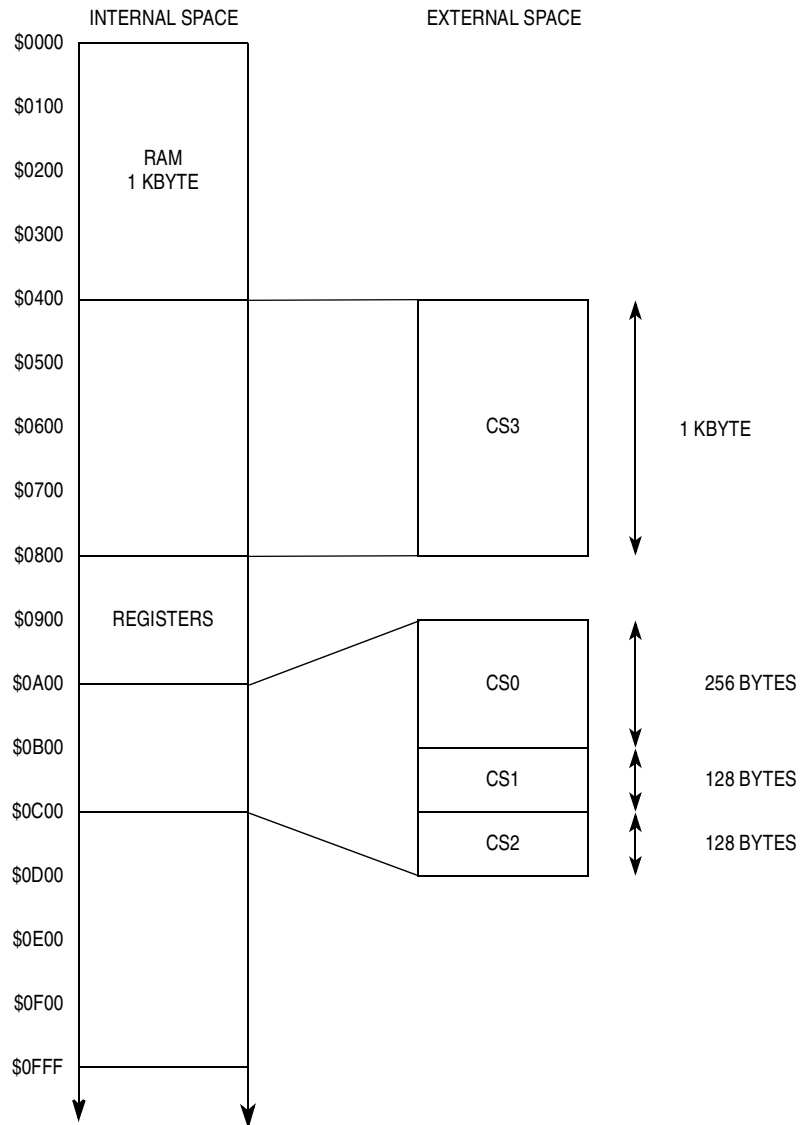 INTERNAL SPACE
EXTERNAL SPACE
$0000
$0100
RAM
1 KBYTE
$0200
$0300
$0400
$0500
CS3
1 KBYTE
$0600
$0700
$0800
$0900
REGISTERS
$0A00
CS0
256 BYTES
$0B00
CS1
128 BYTES
$0C00
CS2
128 BYTES
$0D00
$0E00
$0F00
$0FFF